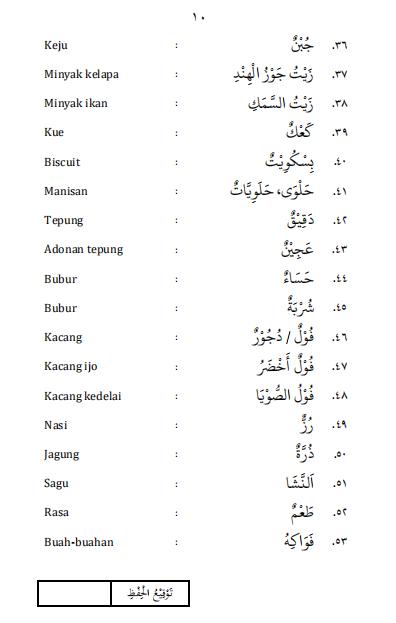 ١٠
Keju : جُبْنٌ .٣٦
Minyak kelapa : زَيْتُ جَوْزُ الْهِنْدِ .٣٧
Minyak ikan : زَيْتُ السَّمَكِ .٣٨
Kue : كَعْكٌ .٣٩
Biscuit : بِسْكُوِيْتٌ .٤٠
Manisan : حَلْوَى، حَلَوِيَّاتٌ .٤١
Tepung : دَقِيْقٌ .٤٢
Adonan tepung : عَجِيْنٌ .٤٣
Bubur : حَسَاءٌ .٤٤
Bubur : شُرْبَةٌ .٤٥
Kacang : فُوْلٌ / دُجُوْرٌ .٤٦
Kacang ijo : فُوْلٌ أَخْضَرُ .٤٧
Kacang kedelai : فُوْلُ الصُّوْيَا .٤٨
Nasi : رُزٌّ .٤٩
Jagung : ذُرَّةٌ .٥٠
Sagu : اَلنَّشَا .٥١
Rasa : طَعْمٌ .٥٢
Buah-buahan : فَوَاكِهُ .٥٣
تَوْقِيْعُ الْحِفْظِ